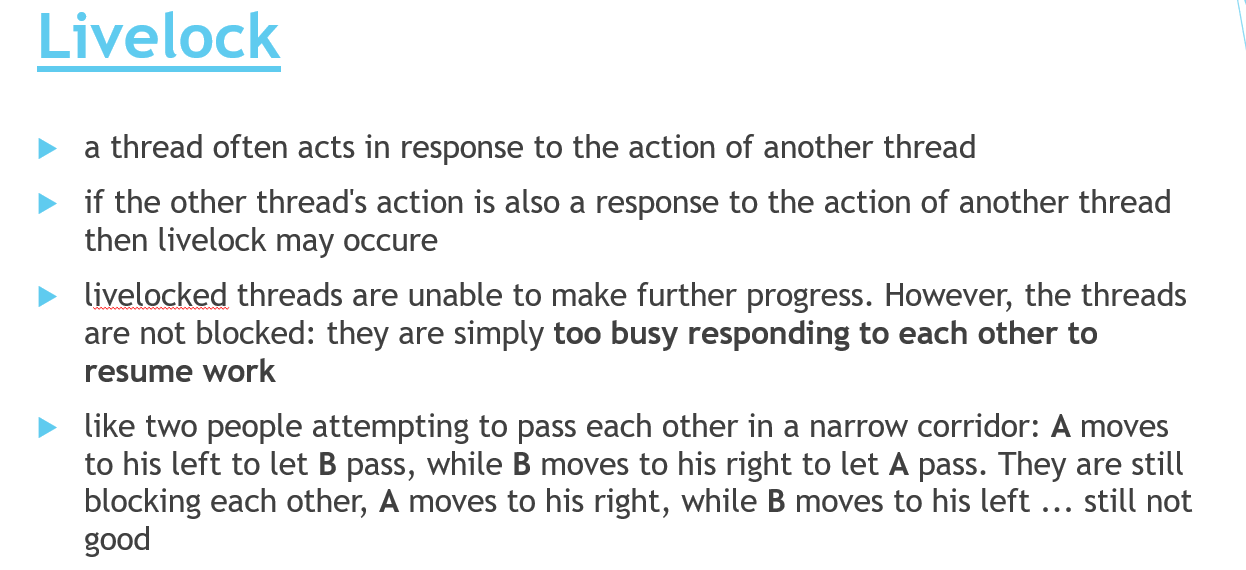 Livelock
a thread often acts in response to the action of another thread
if the other thread's action is also a response to the action of another thread
then livelock may occure
livelocked threads are unable to make further progress. However, the threads
are not blocked: they are simply too busy responding to each other to
resume work
like two people attempting to pass each other in a narrow corridor: A moves
to his left to let B pass, while B moves to his right to let A pass. They are still
blocking each other, A moves to his right, while B moves to his left ... still not
good